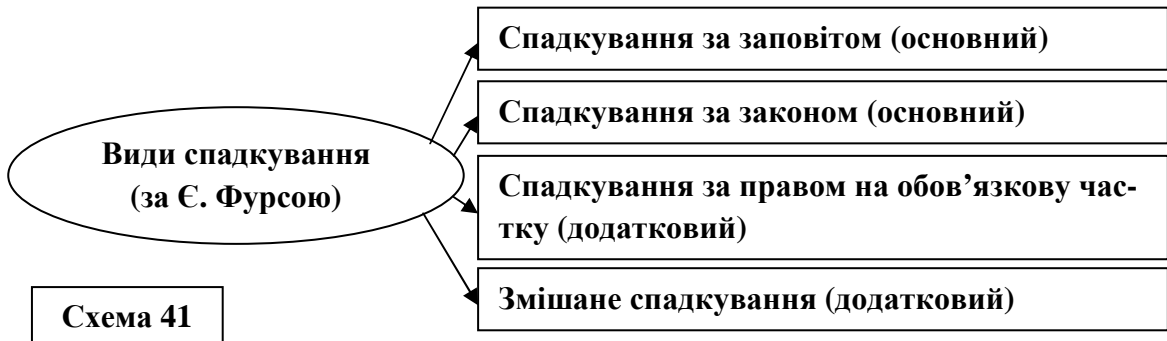 Спадкування за заповітом (основний)
Спадкування за законом (основний)
Види спадкування
(за Є. Фурсою)
Спадкування за правом на обов’язкову час-
тку (додатковий)
Змішане спадкування (додатковий)
Схема 41